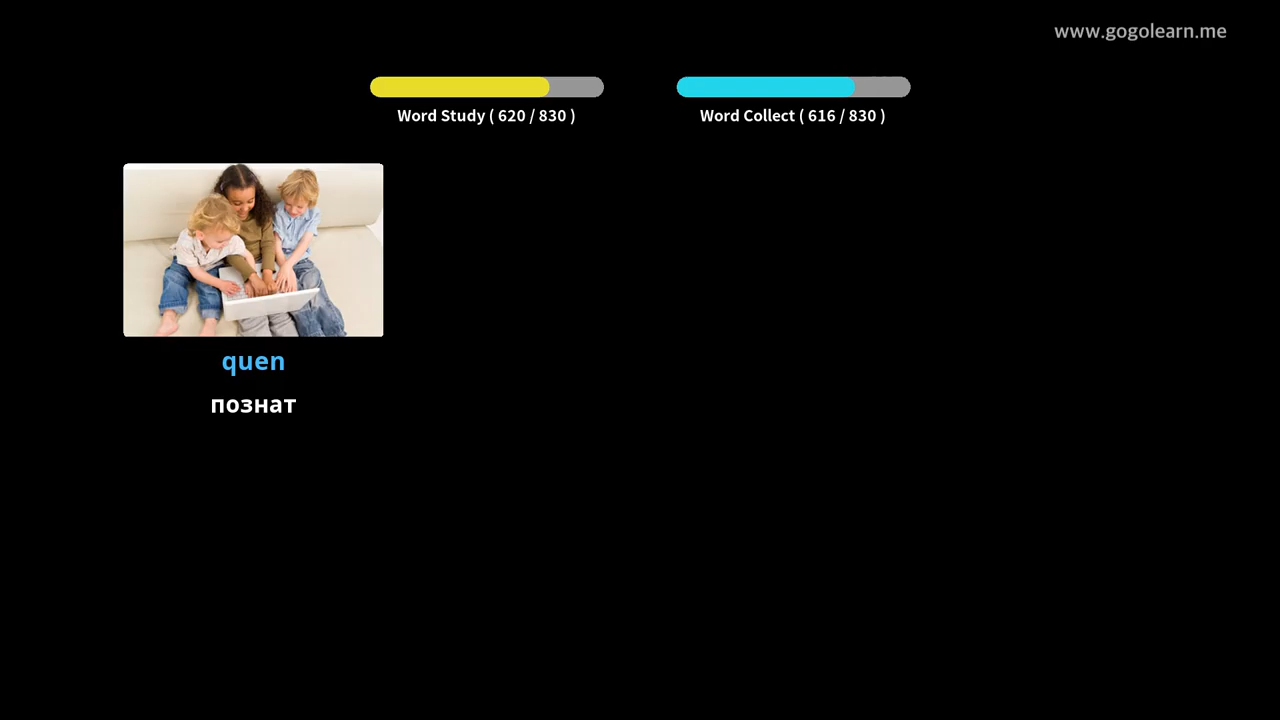 www.gogolearn.me
Word Study ( 620 / 830 )
Word Collect ( 616 / 830 )
quen
познат